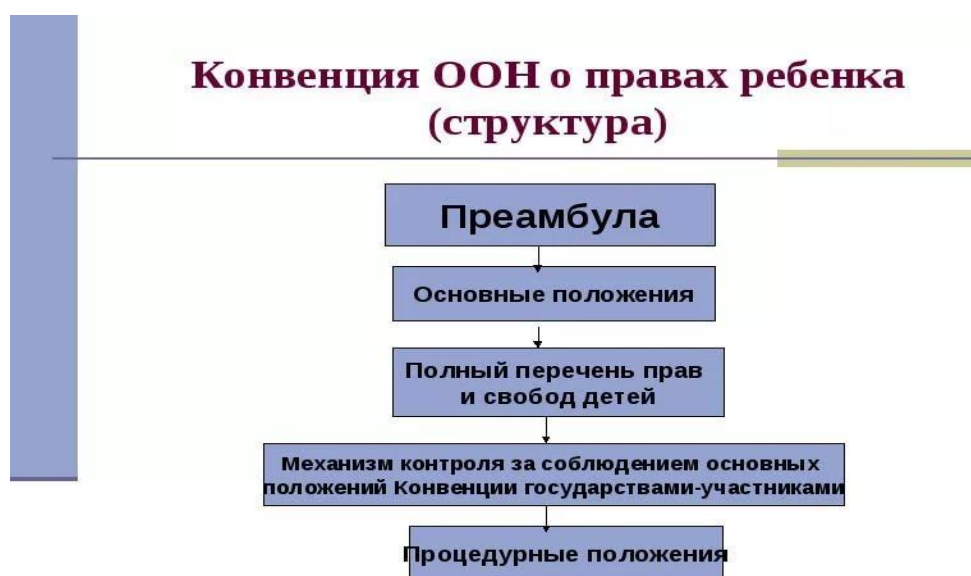 Конвенция ООН о правах ребенка
(структура)
Преамбула
Основные положения
Полный перечень прав
и свобод детей
Механизм контроля за соблюдением основных
положений Конвенции государствами-участниками
Процедурные положения